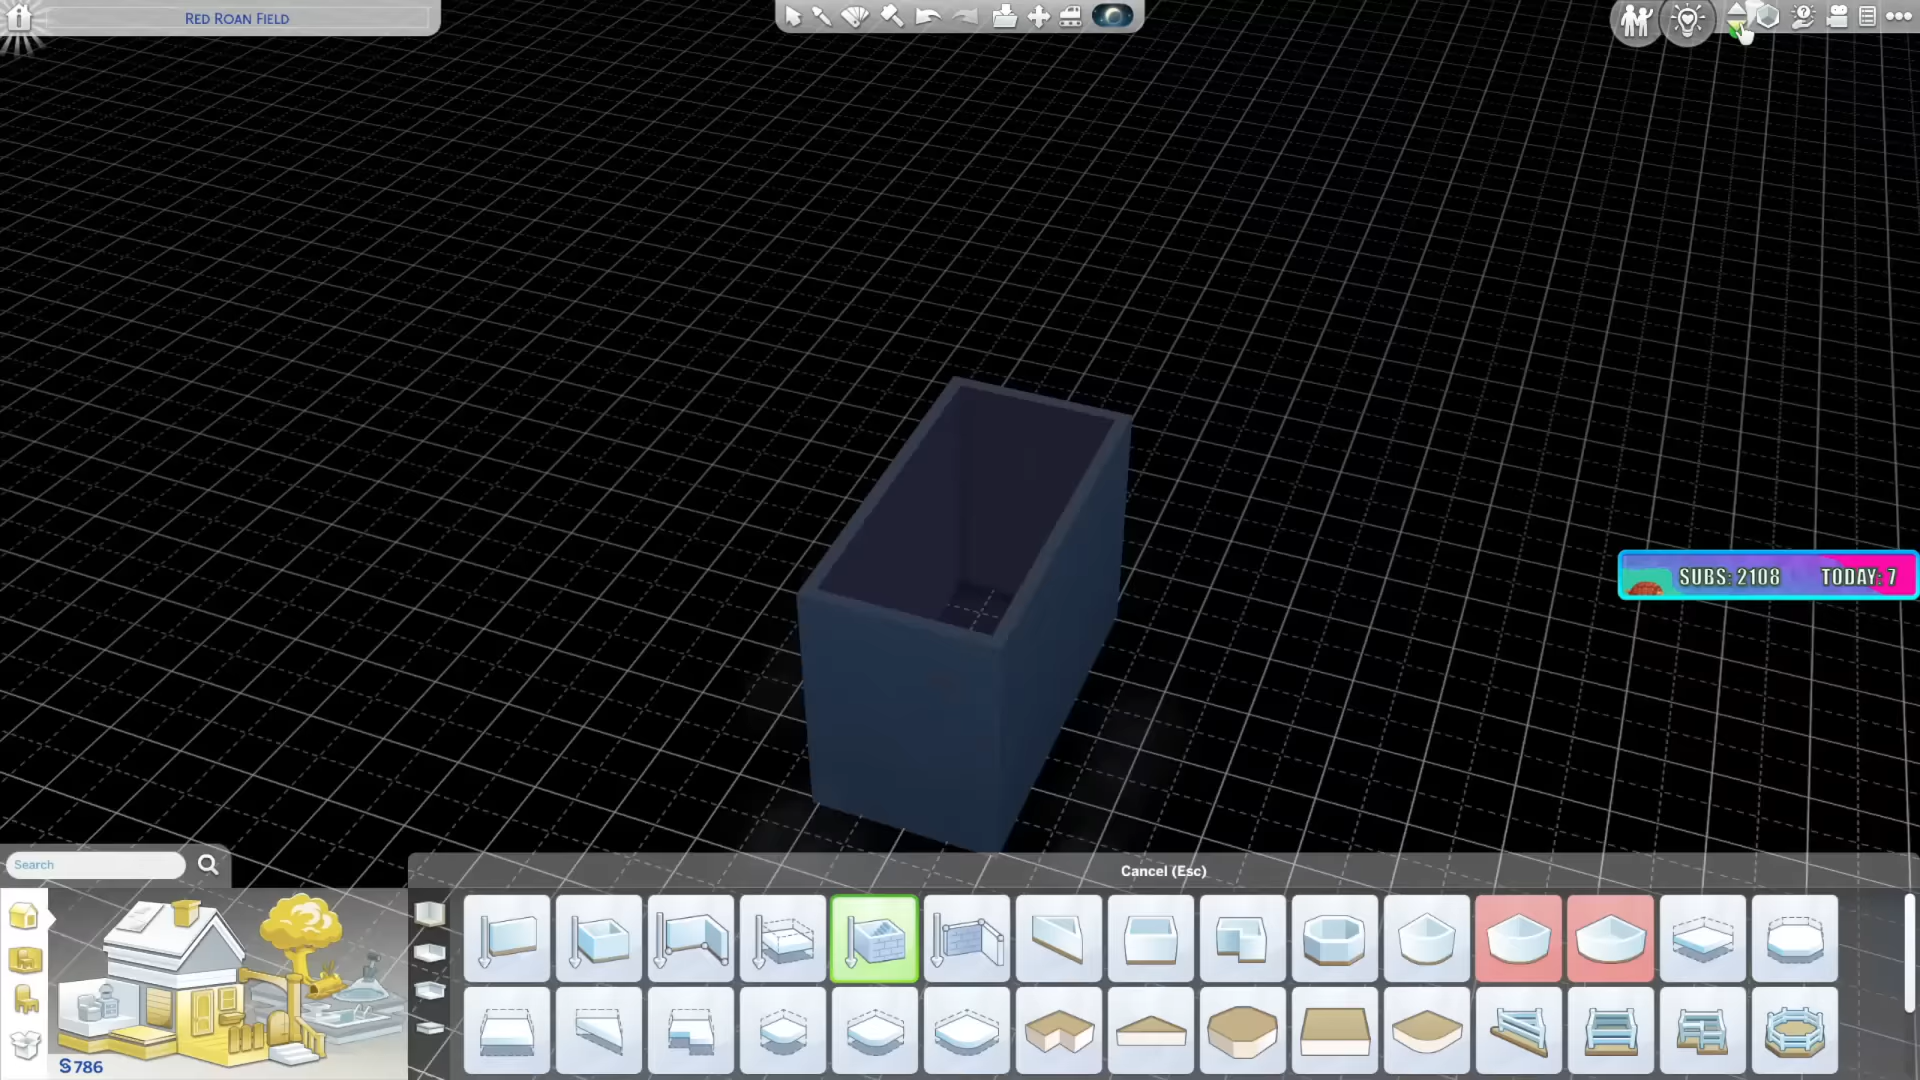 RED ROAN FIELD
SUBS: 2108 TODAY: 7
Search
Cancel (Esc)
§786